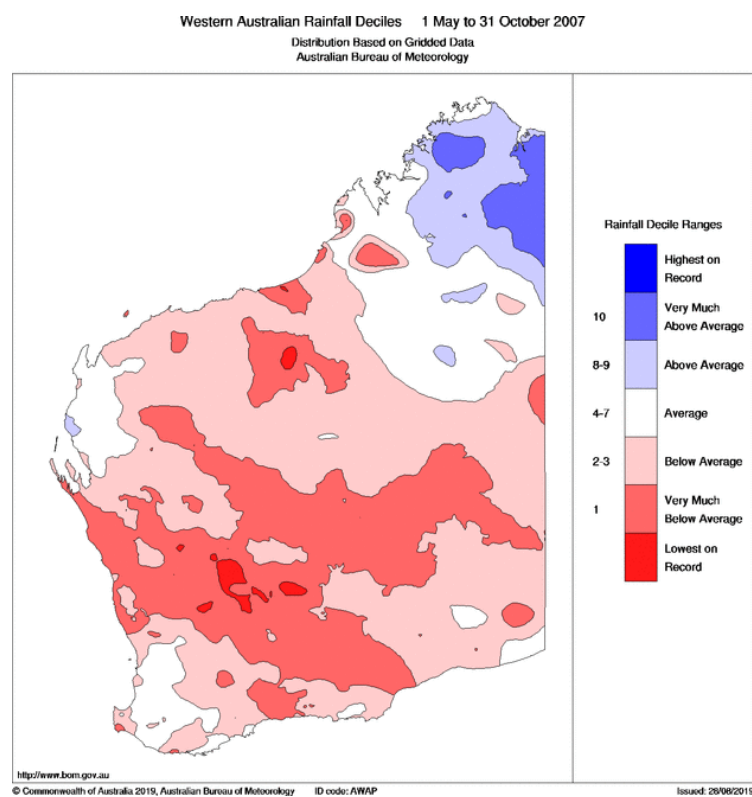 Western Australian Rainfall Deciles 1 May to 31 October 2007
Distribution Based on Gridded Data
Australian Bureau of Meteorology
Rainfall Decile Ranges
Highest on
Record
10
Very Much
Above Average
8-9
Above Average
4-7
Average
2-3
Below Average
1
Very Much
Below Average
Lowest on
Record
http://www.bom.gov.au
© Commonwealth of Australia 2019, Australian Bureau of Meteorology ID code: AWAP Issued: 28/08/2019